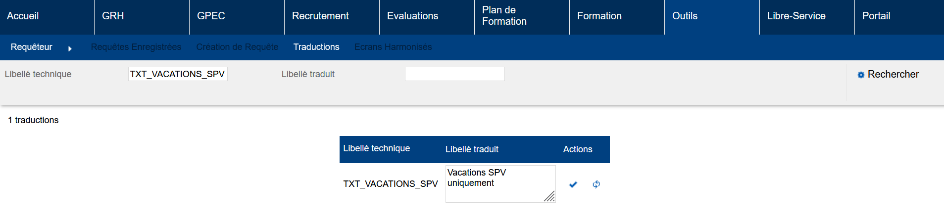 Accueil GRH GPEC Recrutement Evaluations Plan de Formation Formation Outils Libre-Service Portail
Requêteur Requêtes Enregistrées Création de Requête Traductions Ecrans Harmonisés
Libellé technique TXT_VACATIONS_SPV Libellé traduit Rechercher
1 traductions
Libellé technique Libellé traduit Actions
TXT_VACATIONS_SPV Vacations SPV
uniquement